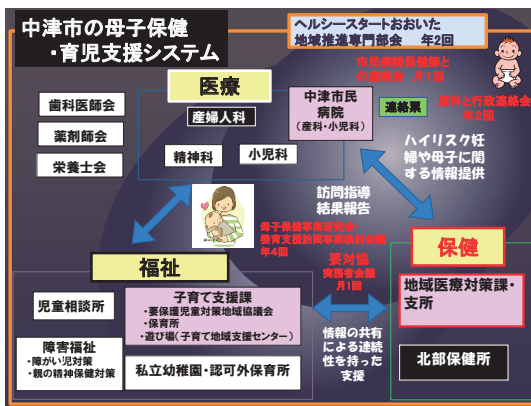 中津市の母子保健
・育児支援システム
ヘルシースタートおおいた
地域推進専門部会 年2回
市民病院保健師と
の連絡会 月1回
産科と行政連絡会
年2回
医療
歯科医師会
薬剤師会
栄養士会
産婦人科
精神科
小児科
中津市民
病院
(産科・小児科)
連絡票
ハイリスク妊
婦や母子に関
する情報提供
訪問指導
結果報告
母子保健事業研究会・
養育支援訪問事業検討会議
年4回
福祉
要対協
実務者会議
月1回
保健
児童相談所
子育て支援課
・要保護児童対策地域協議会
・保育所
・遊び場(子育て地域支援センター)
地域医療対策課・
支所
障害福祉
・障がい児対策
・親の精神保健対策
私立幼稚園・認可外保育所
情報の共有
による連続
性を持った
支援
北部保健所